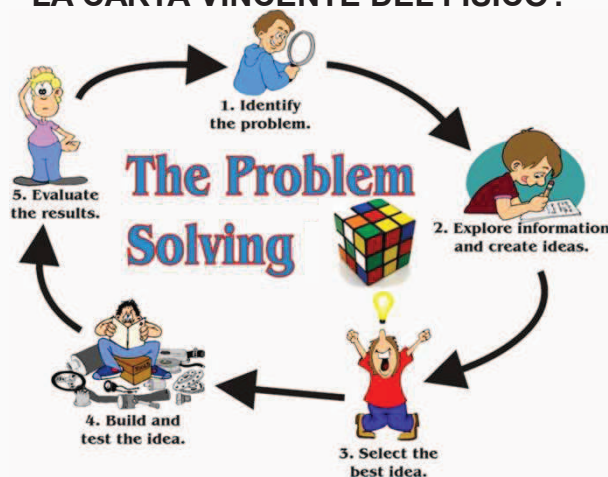 LA CARTA VINCENTE DEL FISICO?
1. Identify
the problem.
5. Evaluate
the results.
The Problem
Solving
2. Explore information
and create ideas.
4. Build and
test the idea.
3. Select the
best idea.